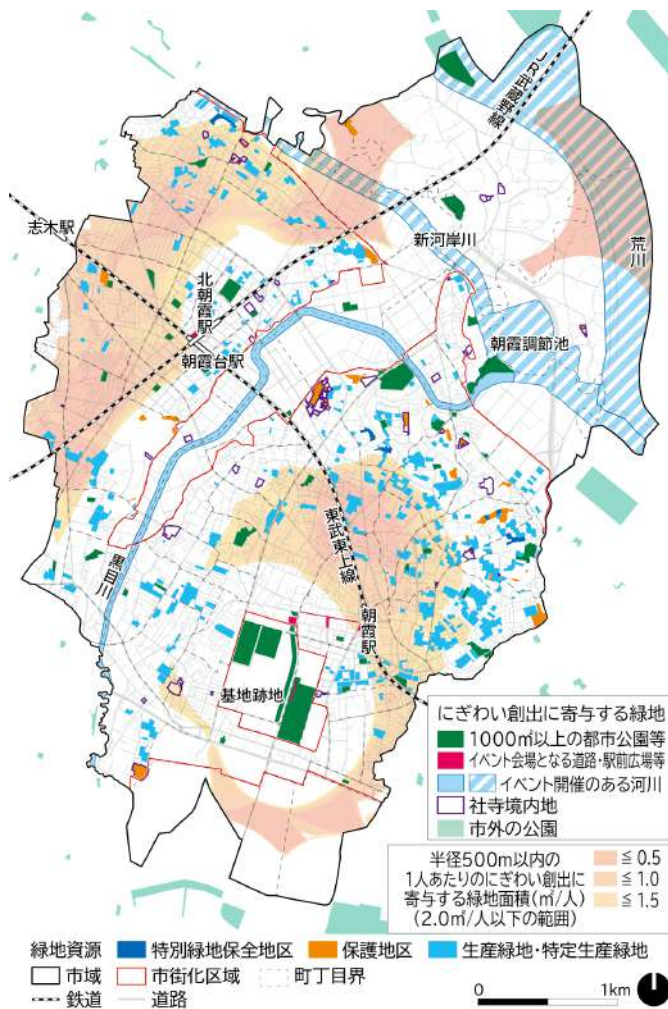 JR武蔵野線
志木駅
新河岸川
荒川
北朝霞駅
朝霞台駅
朝霞調節池
東武東上線
黒目川
朝霞駅
基地跡地
にぎわい創出に寄与する緑地
1000㎡以上の都市公園等
イベント会場となる道路・駅前広場等
イベント開催のある河川
社寺境内地
市外の公園
半径500m以内の
1人あたりのにぎわい創出に
寄与する緑地面積(㎡/人)
(2.0㎡/人以下の範囲)
≦ 0.5
≦ 1.0
≦ 1.5
緑地資源 特別緑地保全地区 保護地区 生産緑地・特定生産緑地
市域 市街化区域 町丁目界
鉄道 道路
0 1km